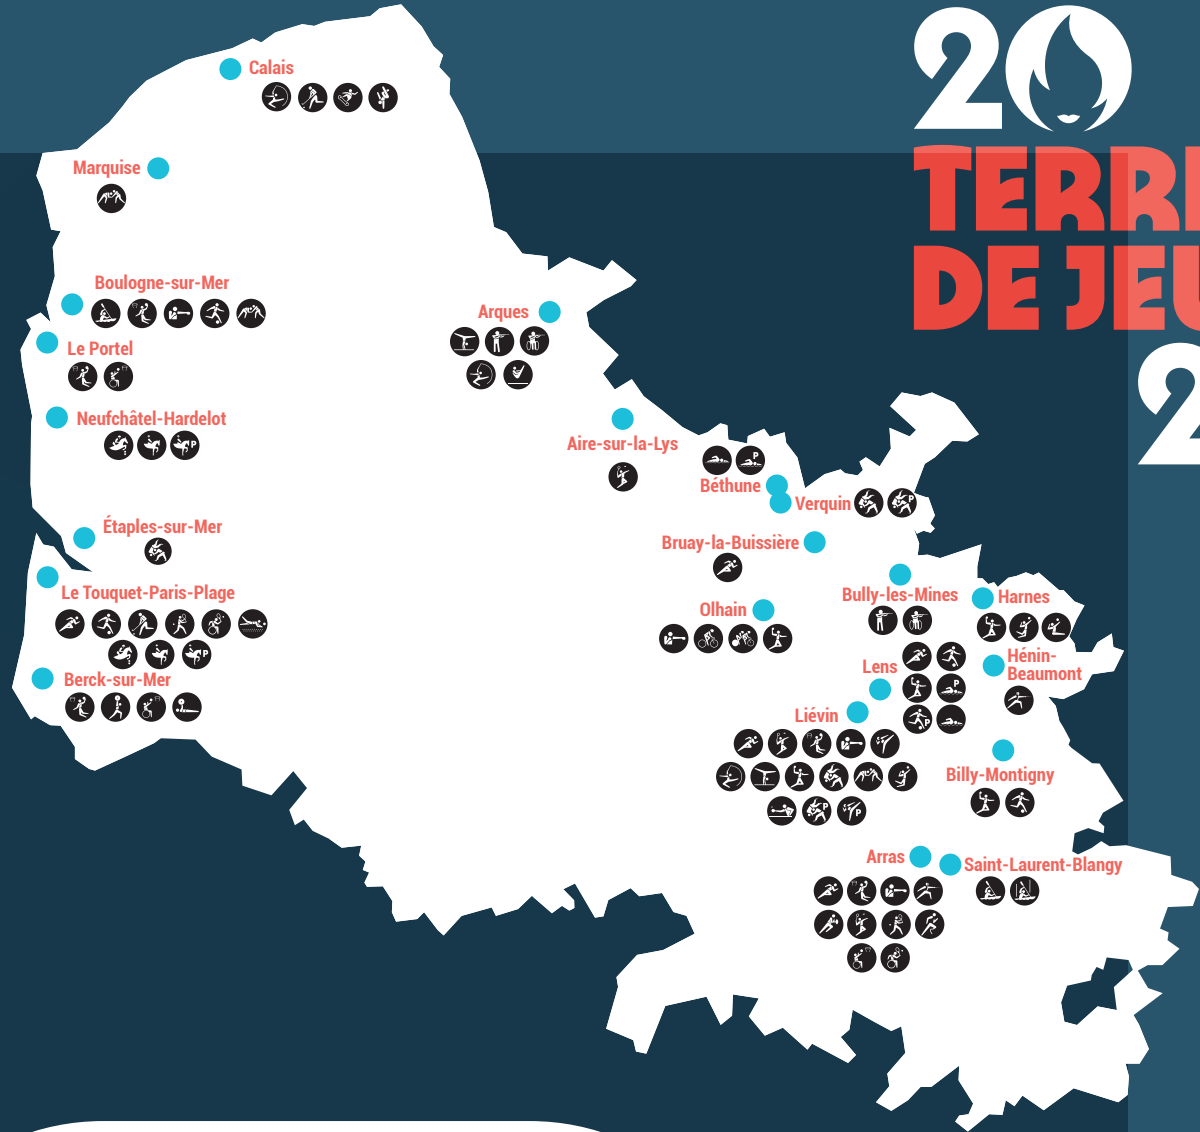 20
TERRE
DE JEU
2
Calais
Marquise
Boulogne-sur-Mer
Arques
Le Portel
Neufchâtel-Hardelot
Aire-sur-la-Lys
P
P
Béthune
Verquin
P
Étaples-sur-Mer
Bruay-la-Buissière
Le Touquet-Paris-Plage
P
Bully-les-Mines
Harnes
Olhain
Hénin-
Beaumont
Lens
P
P
Berck-sur-Mer
Liévin
P
P
Billy-Montigny
Arras
Saint-Laurent-Blangy